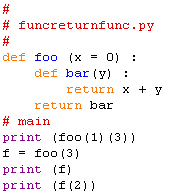 #
# funcreturnfunc.py
#
def foo (x = 0) :
    def bar(y) :
        return x + y
    return bar
# main
print (foo(1)(3))
f = foo(3)
print (f)
print (f(2))